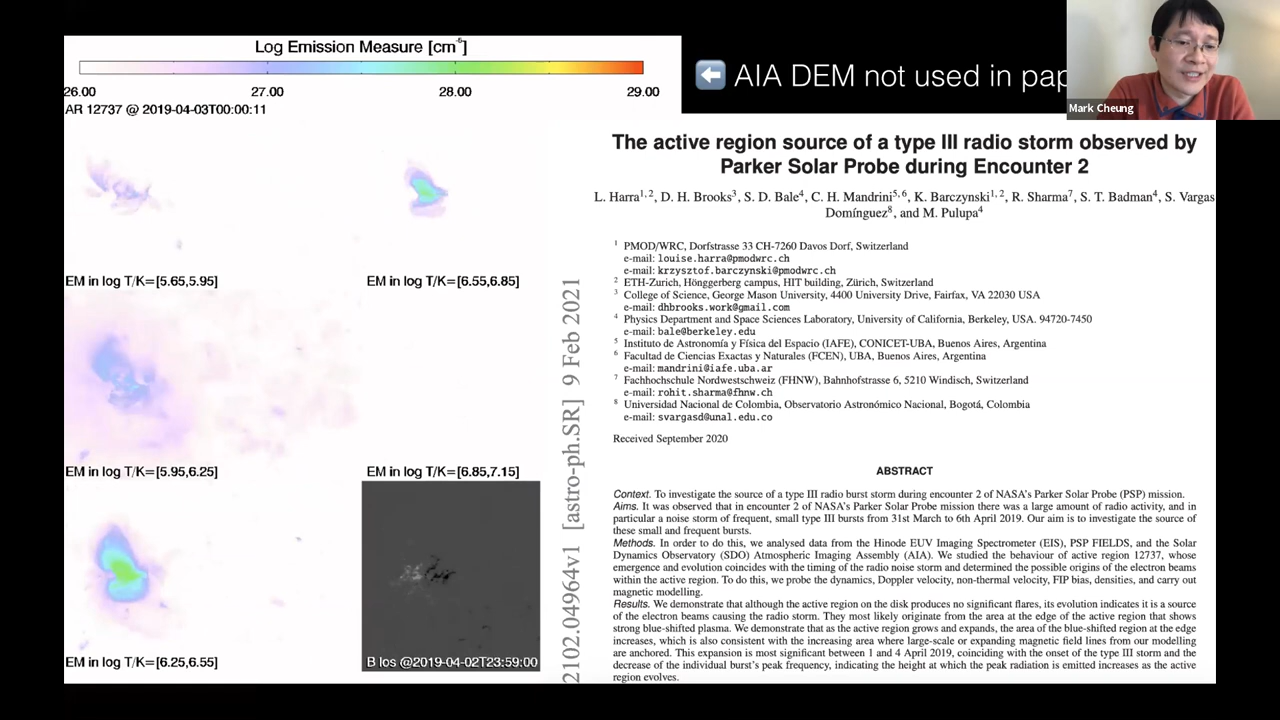 Log Emission Measure [cm-5]
26.00 27.00 28.00 29.00
AR 12737 @ 2019-04-03T00:00:11
EM in log T/K=[5.65,5.95]
EM in log T/K=[6.55,6.85]
EM in log T/K=[5.95,6.25]
EM in log T/K=[6.85,7.15]
EM in log T/K=[6.25,6.55]
B los @2019-04-02T23:59:00
AIA DEM not used in pap
Mark Cheung
The active region source of a type III radio storm observed by
Parker Solar Probe during Encounter 2
L. Harra1,2, D. H. Brooks3, S. D. Bale4, C. H. Mandrini5,6, K. Barczynski1,2, R. Sharma7, S. T. Badman4, S. Vargas
Domínguez8, and M. Pulupa4
1 PMOD/WRC, Dorfstrasse 33 CH-7260 Davos Dorf, Switzerland
e-mail: louise.harra@pmodwrc.ch
e-mail: krzysztof.barczynski@pmodwrc.ch
2 ETH-Zurich, Hönggerberg campus, HIT building, Zürich, Switzerland
3 College of Science, George Mason University, 4400 University Drive, Fairfax, VA 22030 USA
e-mail: dhbrooks.work@gmail.com
4 Physics Department and Space Sciences Laboratory, University of California, Berkeley, USA. 94720-7450
e-mail: bale@berkeley.edu
5 Instituto de Astronomía y Física del Espacio (IAFE), CONICET-UBA, Buenos Aires, Argentina
6 Facultad de Ciencias Exactas y Naturales (FCEN), UBA, Buenos Aires, Argentina
e-mail: mandrini@iafe.uba.ar
7 Fachhochschule Nordwestschweiz (FHNW), Bahnhofstrasse 6, 5210 Windisch, Switzerland
e-mail: rohit.sharma@fhnw.ch
8 Universidad Nacional de Colombia, Observatorio Astronómico Nacional, Bogotá, Colombia
e-mail: svargasd@unal.edu.co
Received September 2020
ABSTRACT
Context. To investigate the source of a type III radio burst storm during encounter 2 of NASA's Parker Solar Probe (PSP) mission.
Aims. It was observed that in encounter 2 of NASA's Parker Solar Probe mission there was a large amount of radio activity, and in
particular a noise storm of frequent, small type III bursts from 31st March to 6th April 2019. Our aim is to investigate the source of
these small and frequent bursts.
Methods. In order to do this, we analysed data from the Hinode EUV Imaging Spectrometer (EIS), PSP FIELDS, and the Solar
Dynamics Observatory (SDO) Atmospheric Imaging Assembly (AIA). We studied the behaviour of active region 12737, whose
emergence and evolution coincides with the timing of the radio noise storm and determined the possible origins of the electron beams
within the active region. To do this, we probe the dynamics, Doppler velocity, non-thermal velocity, FIP bias, densities, and carry out
magnetic modelling.
Results. We demonstrate that although the active region on the disk produces no significant flares, its evolution indicates it is a source
of the electron beams causing the radio storm. They most likely originate from the area at the edge of the active region that shows
strong blue-shifted plasma. We demonstrate that as the active region grows and expands, the area of the blue-shifted region at the edge
increases, which is also consistent with the increasing area where large-scale or expanding magnetic field lines from our modelling
are anchored. This expansion is most significant between 1 and 4 April 2019, coinciding with the onset of the type III storm and the
decrease of the individual burst's peak frequency, indicating the height at which the peak radiation is emitted increases as the active
region evolves.
2102.04964v1 [astro-ph.SR] 9 Feb 2021